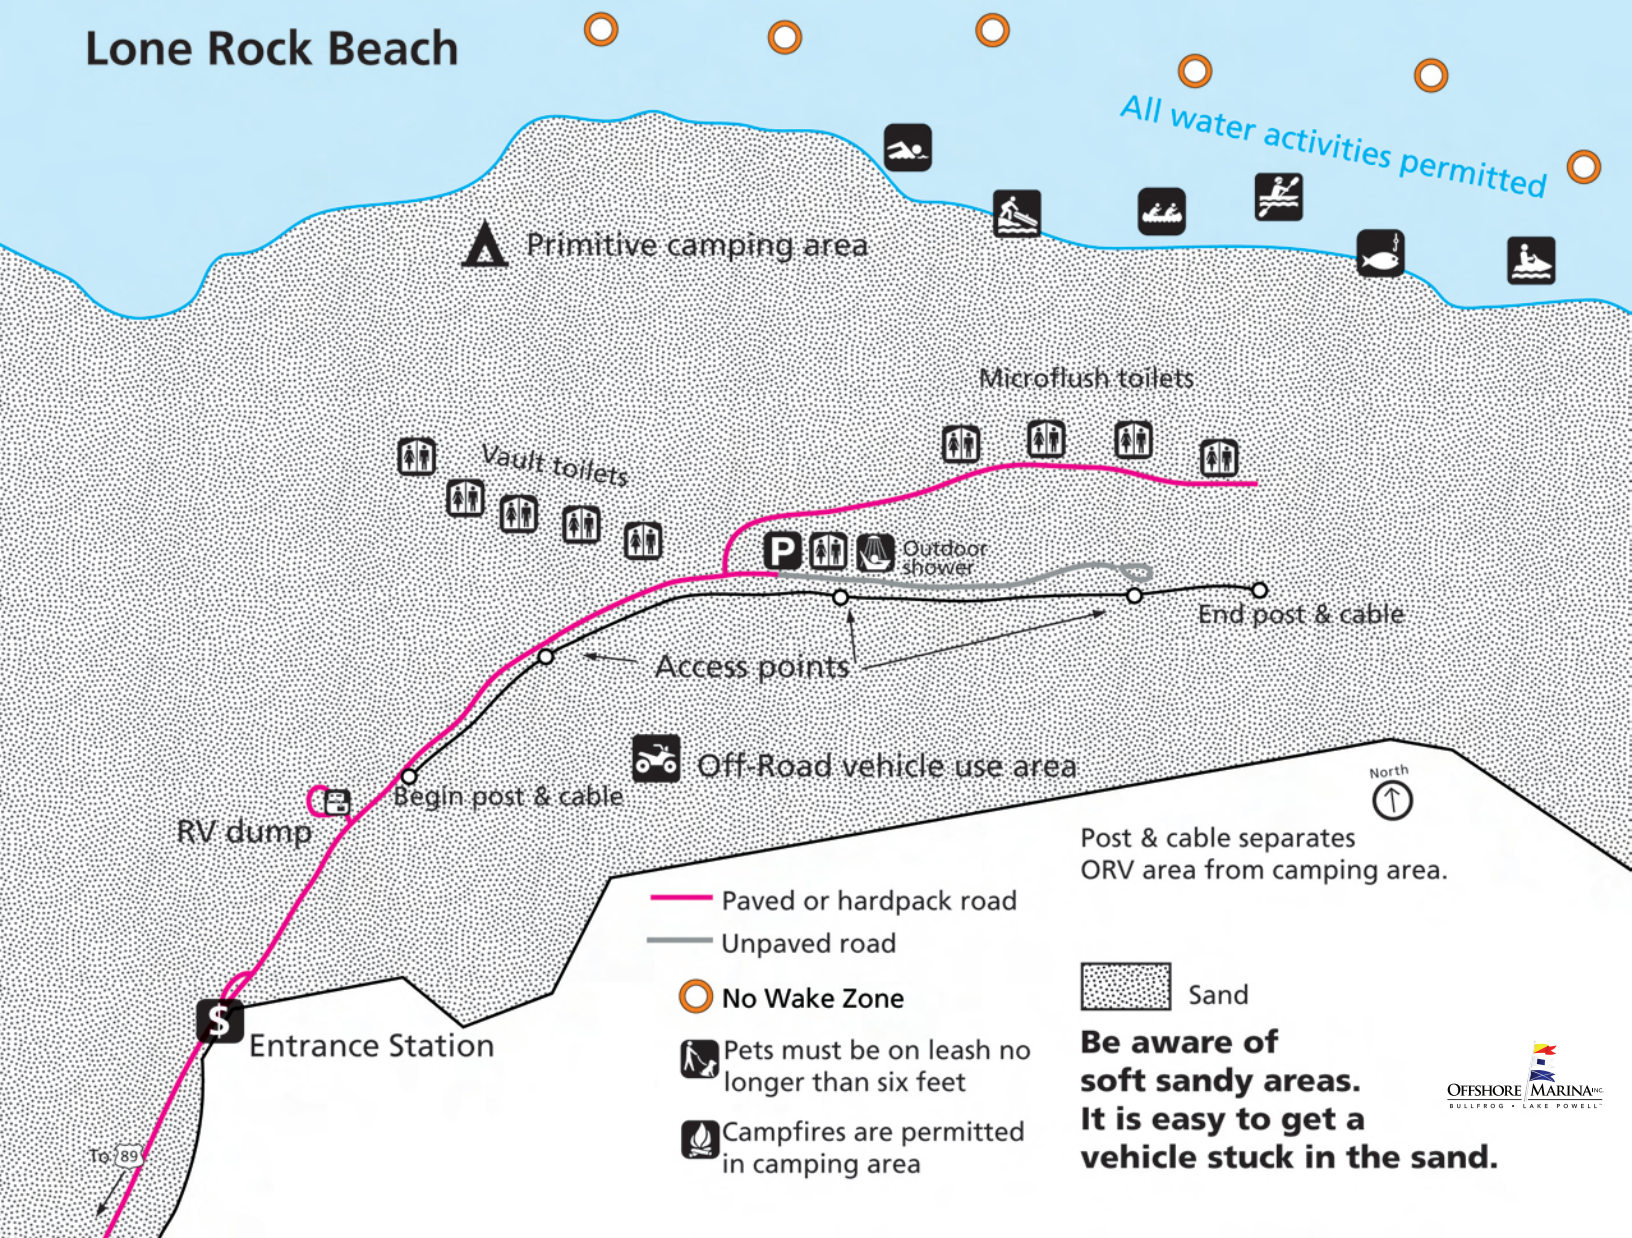 Lone Rock Beach
All water activities permitted
Primitive camping area
Microflush toilets
Vault toilets
P
Outdoor
shower
End post & cable
Access points
Off-Road vehicle use area
Begin post & cable
RV dump
North
Post & cable separates
ORV area from camping area.
Paved or hardpack road
Unpaved road
No Wake Zone
Sand
$
Entrance Station
Pets must be on leash no
longer than six feet
Be aware of
soft sandy areas.
It is easy to get a
vehicle stuck in the sand.
Campfires are permitted
in camping area
To 89
OFFSHORE MARINA INC.
BULLFROG • LAKE POWELL